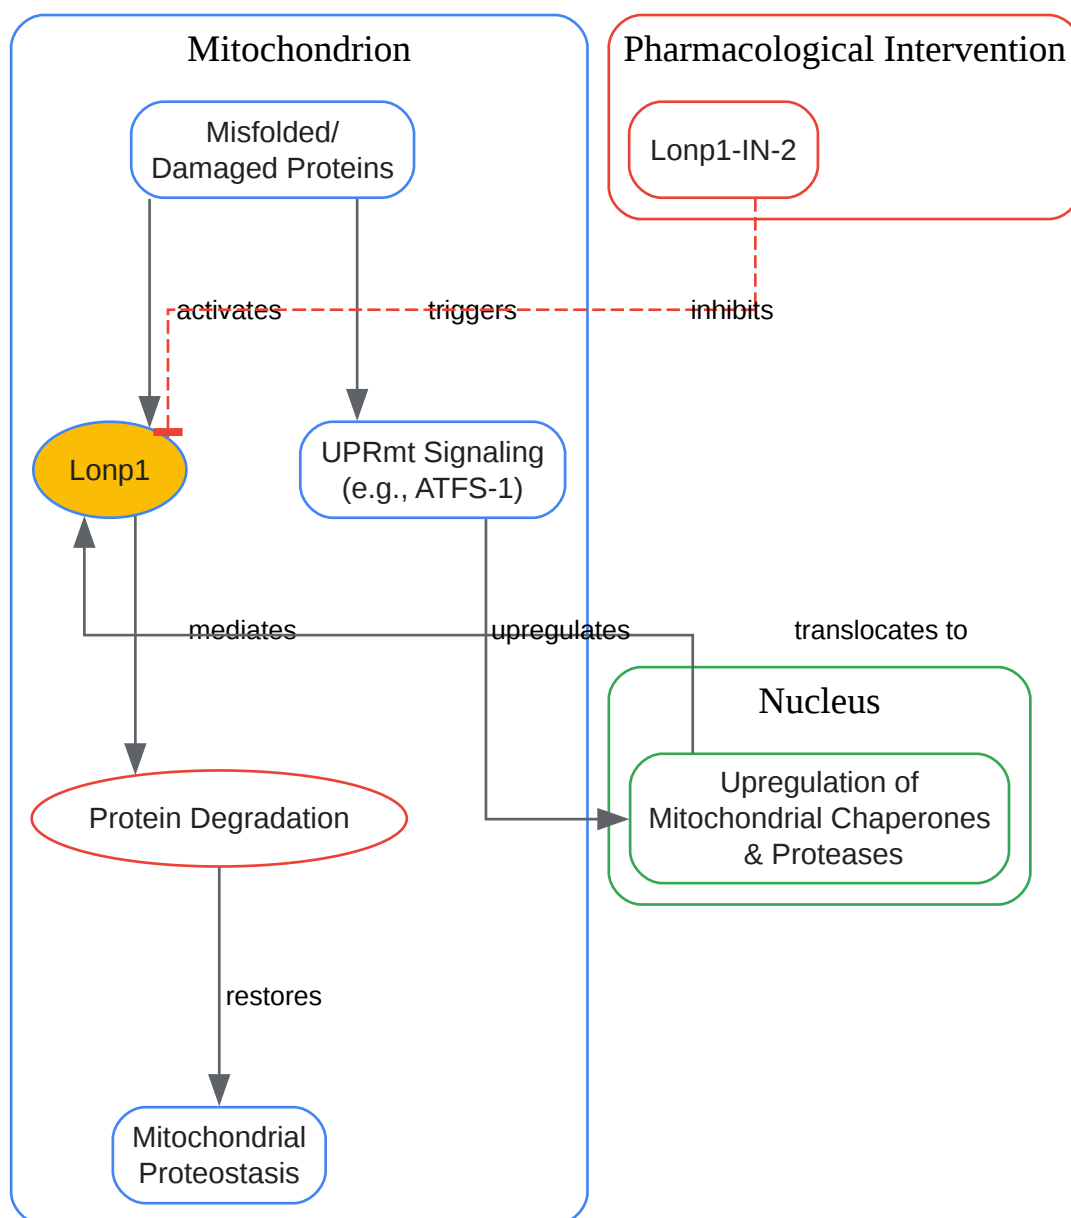 Mitochondrion
Pharmacological Intervention
Misfolded/
Damaged Proteins
Lonp1-IN-2
activates
triggers
inhibits
Lonp1
UPRmt Signaling
(e.g., ATFS-1)
mediates
upregulates
translocates to
Nucleus
Upregulation of
Mitochondrial Chaperones
& Proteases
Protein Degradation
restores
Mitochondrial
Proteostasis